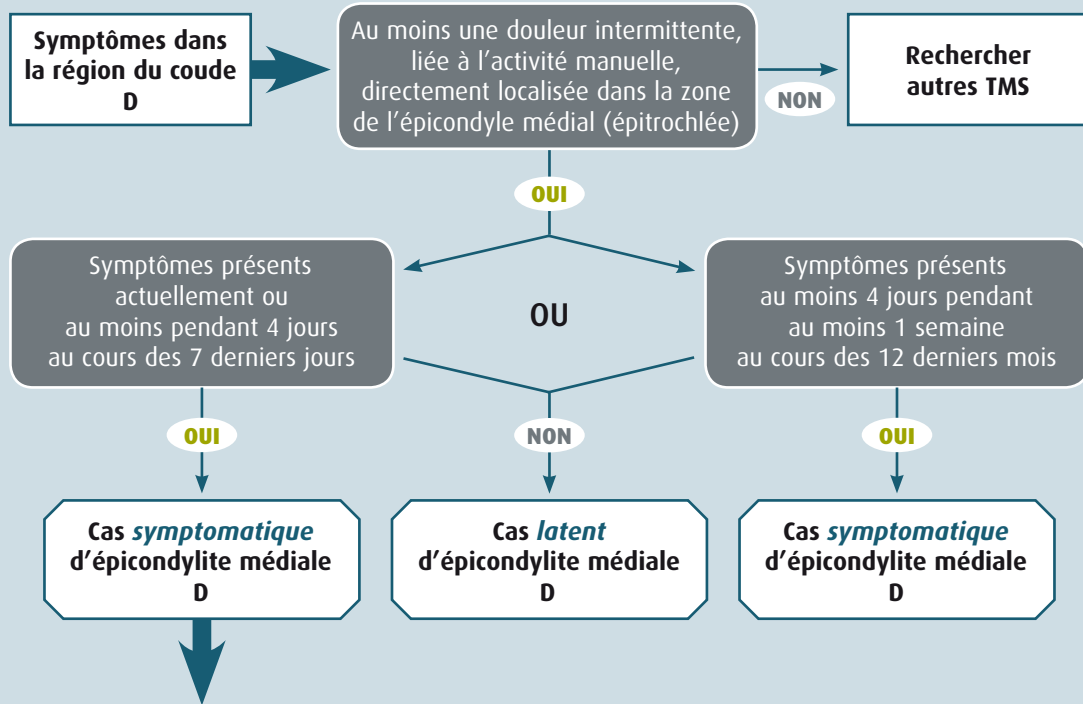 Symptômes dans
la région du coude
D
Au moins une douleur intermittente,
liée à l’activité manuelle,
directement localisée dans la zone
de l’épicondyle médial (épitrochlée)
NON
Rechercher
autres TMS
OUI
Symptômes présents
actuellement ou
au moins pendant 4 jours
au cours des 7 derniers jours
OU
Symptômes présents
au moins 4 jours pendant
au moins 1 semaine
au cours des 12 derniers mois
OUI
NON
OUI
Cas symptomatique
d’épicondylite médiale
D
Cas latent
d’épicondylite médiale
D
Cas symptomatique
d’épicondylite médiale
D